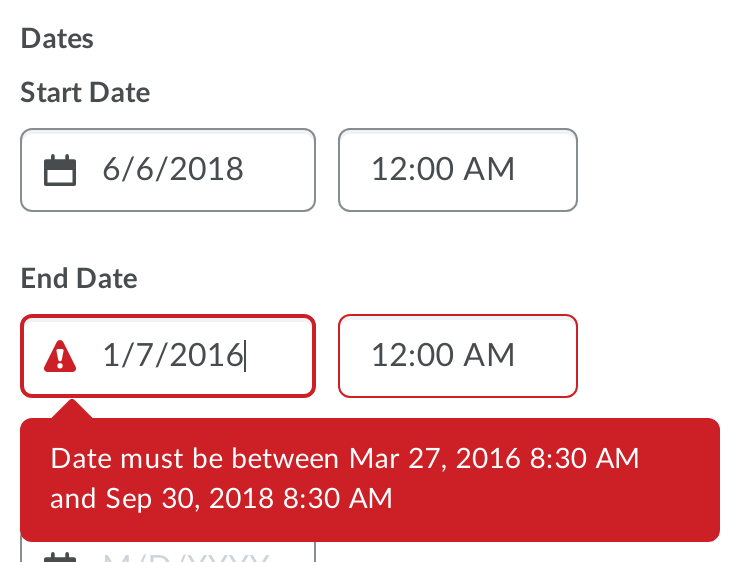 Dates
Start Date
6/6/2018 12:00 AM
End Date
1/7/2016 12:00 AM
Date must be between Mar 27, 2016 8:30 AM
and Sep 30, 2018 8:30 AM
M/D/YYYY